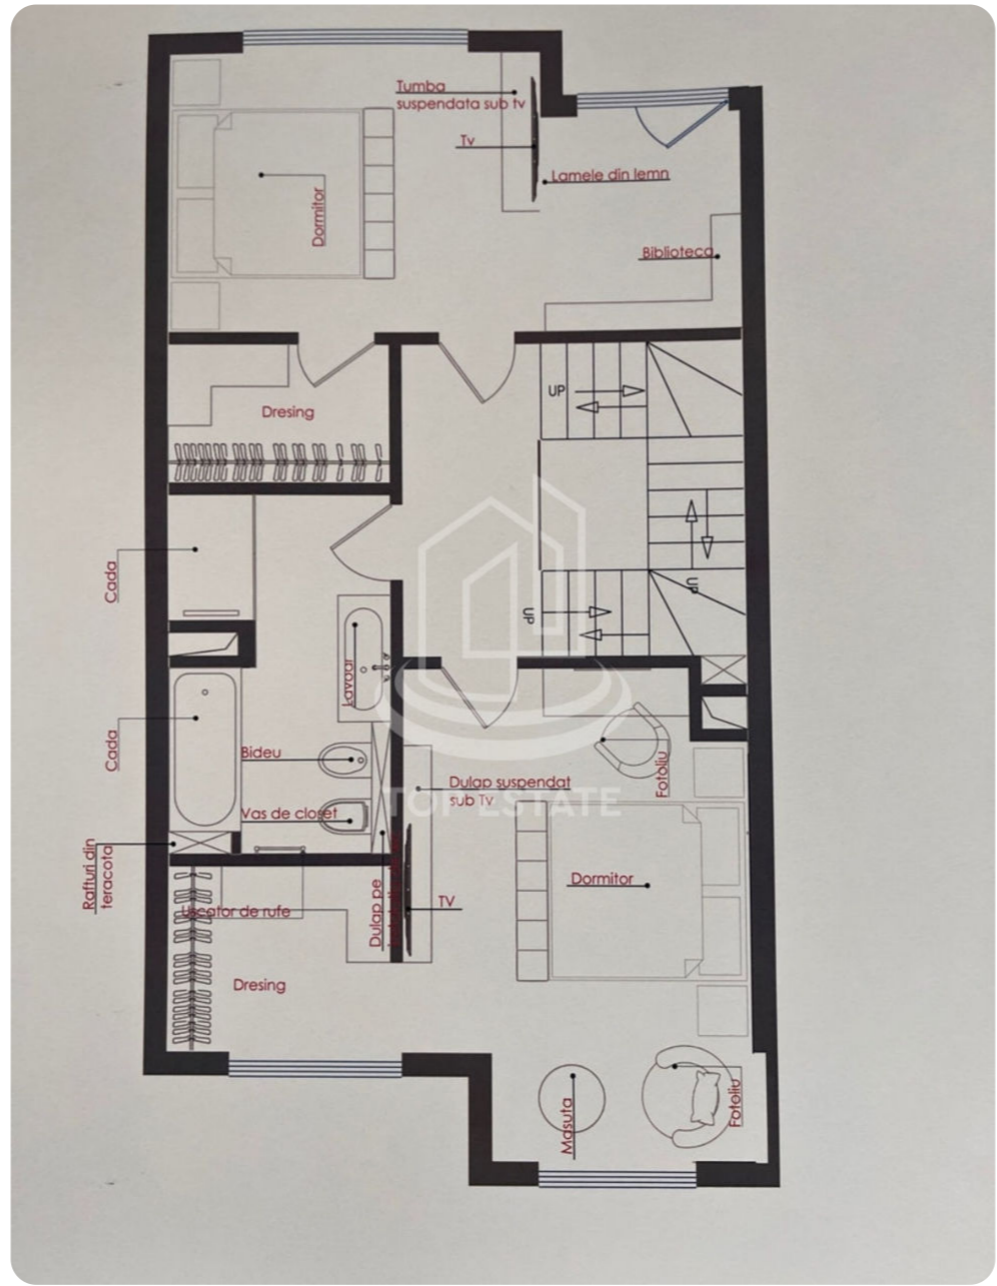 Tumba
suspendata sub tv
Tv
Lamele din lemn
Dormitor
Biblioteca
UP
Dresing
Cada
UP
UP
Lavoar
Cada
Bideu
Fotoliu
Dulap suspendat
sub Tv
TOP ESTATE
Vas de closet
Rafturi din
teracota
Dormitor
TV
Uscator de rufe
Dulap pe
Dresing
Masuta
Fotoliu